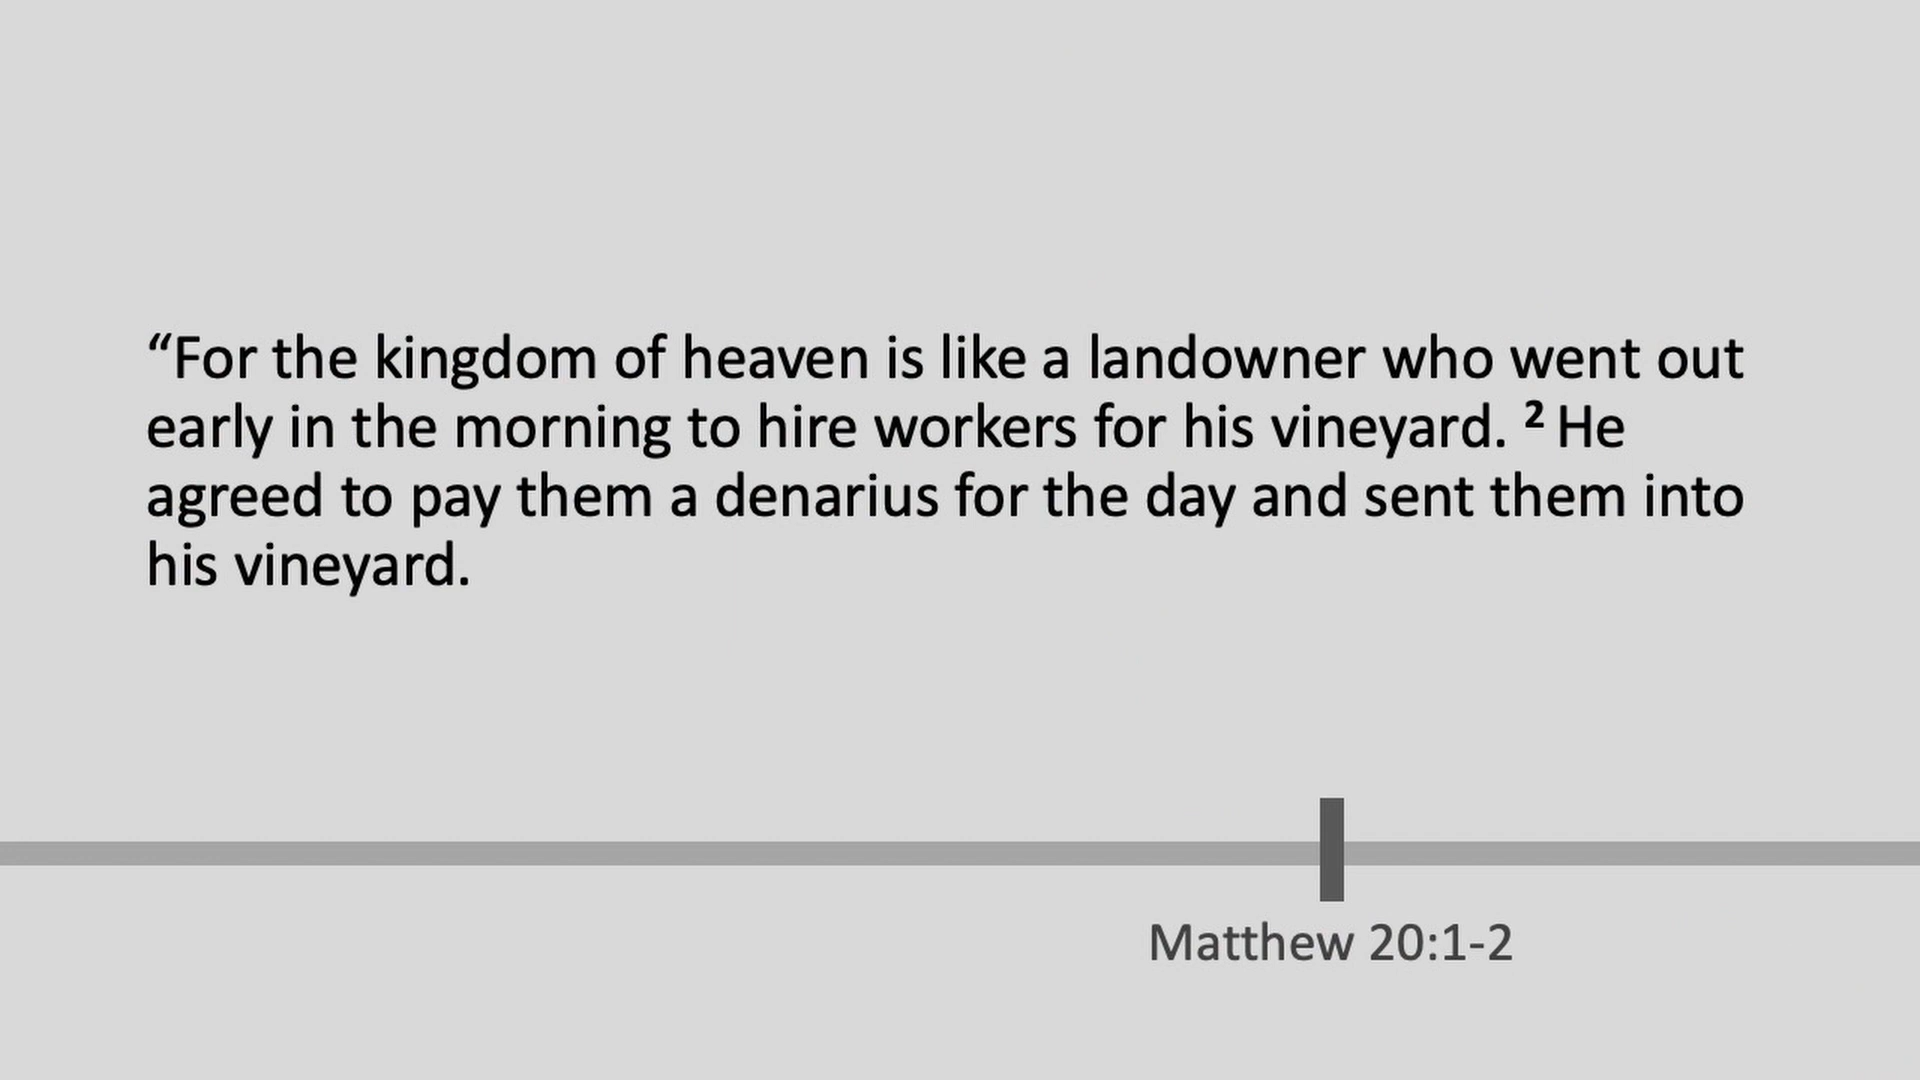 “For the kingdom of heaven is like a landowner who went out
early in the morning to hire workers for his vineyard. ² He
agreed to pay them a denarius for the day and sent them into
his vineyard.
Matthew 20:1-2